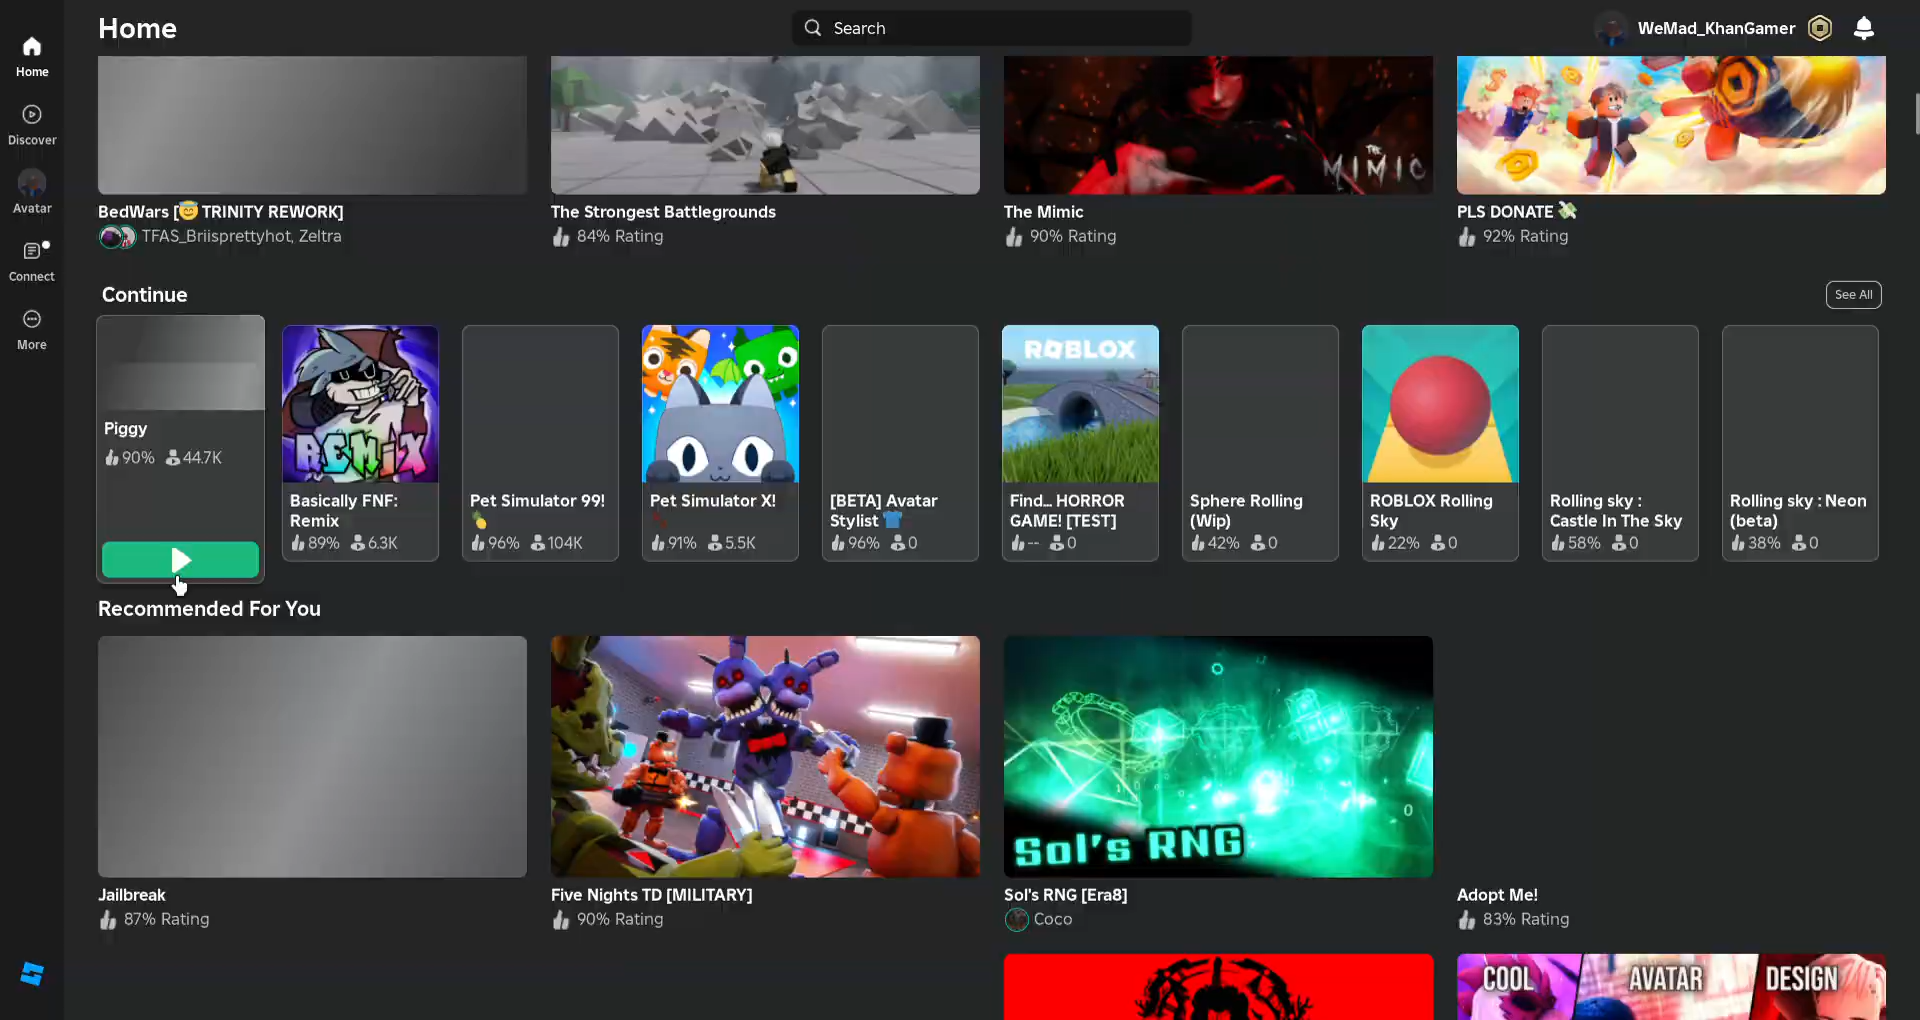 Home
Search
WeMad_KhanGamer
Home
Discover
Avatar
Connect
More
THE
MIMIC
BedWars [😇 TRINITY REWORK]
TFAS_Briisprettyhot, Zeltra
The Strongest Battlegrounds
84% Rating
The Mimic
90% Rating
PLS DONATE 💸
92% Rating
Continue
See All
Piggy
90% 44.7K
REMIX
Basically FNF:
Remix
89% 6.3K
Pet Simulator 99!
🍍
96% 104K
Pet Simulator X!
91% 5.5K
[BETA] Avatar
Stylist 👕
96% 0
ROBLOX
Find... HORROR
GAME! [TEST]
-- 0
Sphere Rolling
(Wip)
42% 0
ROBLOX Rolling
Sky
22% 0
Rolling sky :
Castle In The Sky
58% 0
Rolling sky : Neon
(beta)
38% 0
Recommended For You
Sol's RNG
Jailbreak
87% Rating
Five Nights TD [MILITARY]
90% Rating
Sol's RNG [Era8]
Coco
Adopt Me!
83% Rating
COOL
AVATAR
DESIGN